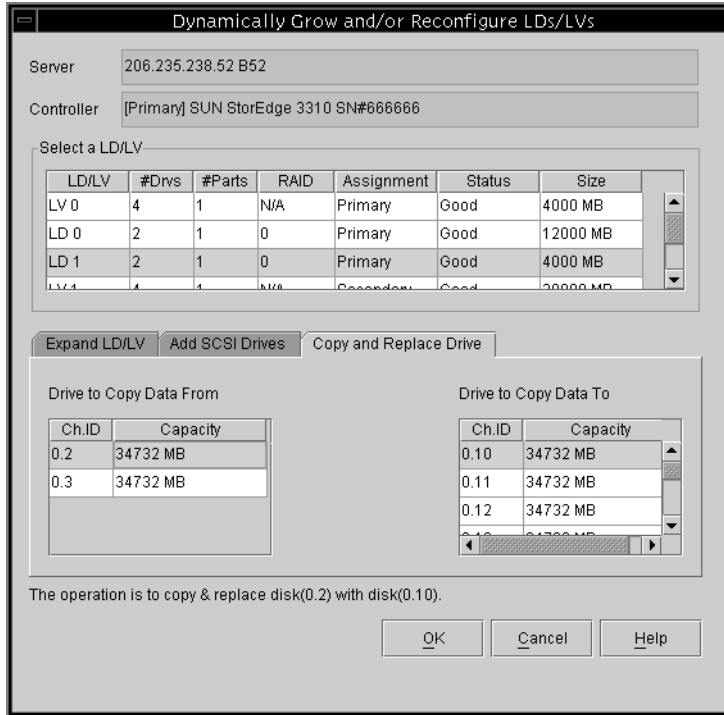 Dynamically Grow and/or Reconfigure LDs/LVs
Server 206.235.238.52 B52
Controller [Primary] SUN StorEdge 3310 SN#666666
Select a LD/LV
LD/LV #Drvs #Parts RAID Assignment Status Size
LV 0 4 1 N/A Primary Good 4000 MB
LD 0 2 1 0 Primary Good 12000 MB
LD 1 2 1 0 Primary Good 4000 MB
LV 1 4 1 N/A Secondary Good
Expand LD/LV Add SCSI Drives Copy and Replace Drive
Drive to Copy Data From Drive to Copy Data To
Ch.ID Capacity Ch.ID Capacity
0.2 34732 MB 0.10 34732 MB
0.3 34732 MB 0.11 34732 MB
0.12 34732 MB
The operation is to copy & replace disk(0.2) with disk(0.10).
OK Cancel Help